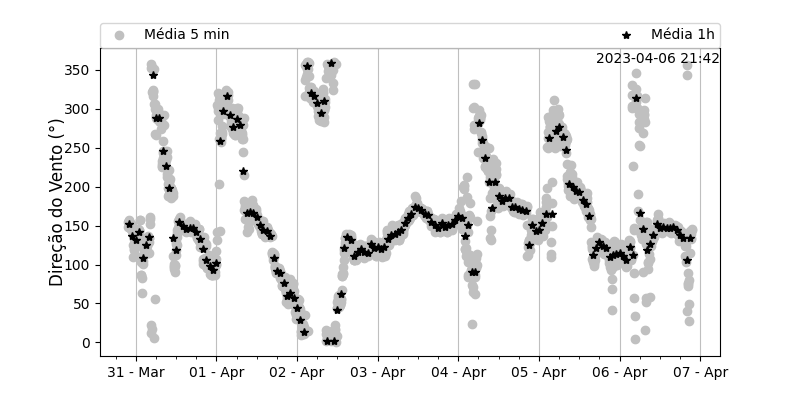 Média 5 min
Média 1h
2023-04-06 21:42
Direção do Vento (°)
350
300
250
200
150
100
50
0
31 - Mar
01 - Apr
02 - Apr
03 - Apr
04 - Apr
05 - Apr
06 - Apr
07 - Apr